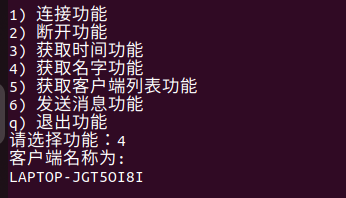 1) 连接功能
2) 断开功能
3) 获取时间功能
4) 获取名字功能
5) 获取客户端列表功能
6) 发送消息功能
q) 退出功能
请选择功能：4
客户端名称为:
LAPTOP-JGT5OI8I